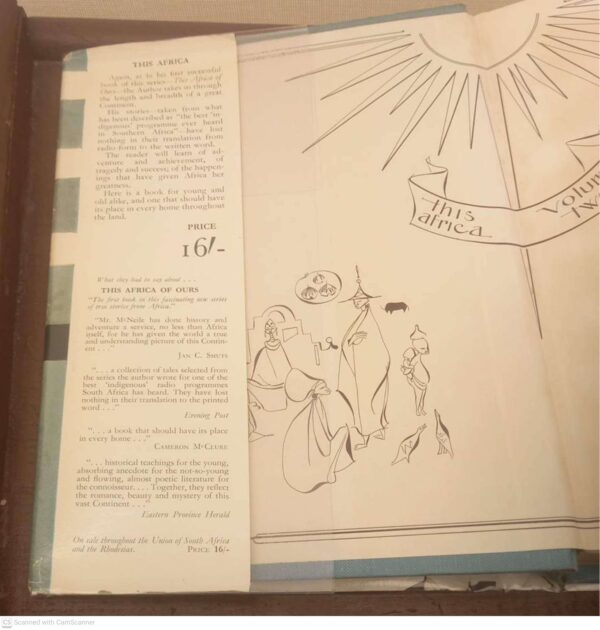 THIS AFRICA
Again, as in his first successful
book of this series—This Africa of
Ours—the Author takes us through
the length and breadth of a great
Continent.
His stories—taken from what
has been described as "the best 'in-
digenous' programme ever heard
in Southern Africa"—have lost
nothing in their translation from
radio-form to the written word.
The reader will learn of ad-
venture and achievement, of
tragedy and success; of the happen-
ings that have given Africa her
greatness.
Here is a book for young and
old alike, and one that should have
its place in every home throughout
the land.
PRICE
16/-
What they had to say about . . .
THIS AFRICA OF OURS
"The first book in this fascinating new series
of true stories from Africa."
"Mr. McNeile has done history and
adventure a service, no less than Africa
itself, for he has given the world a true
and understanding picture of this Contin-
ent . . ."
JAN C. SMUTS
". . . a collection of tales selected from
the series the author wrote for one of the
best 'indigenous' radio programmes
South Africa has heard. They have lost
nothing in their translation to the printed
word . . ."
Evening Post
". . . a book that should have its place
in every home . . ."
CAMERON McCLURE
". . . historical teachings for the young,
absorbing anecdote for the not-so-young
and flowing, almost poetic literature for
the connoisseur. . . . Together, they reflect
the romance, beauty and mystery of this
vast Continent . . ."
Eastern Province Herald
On sale throughout the Union of South Africa
and the Rhodesias. PRICE 16/-
this
africa
Volum
two
CS Scanned with CamScanner